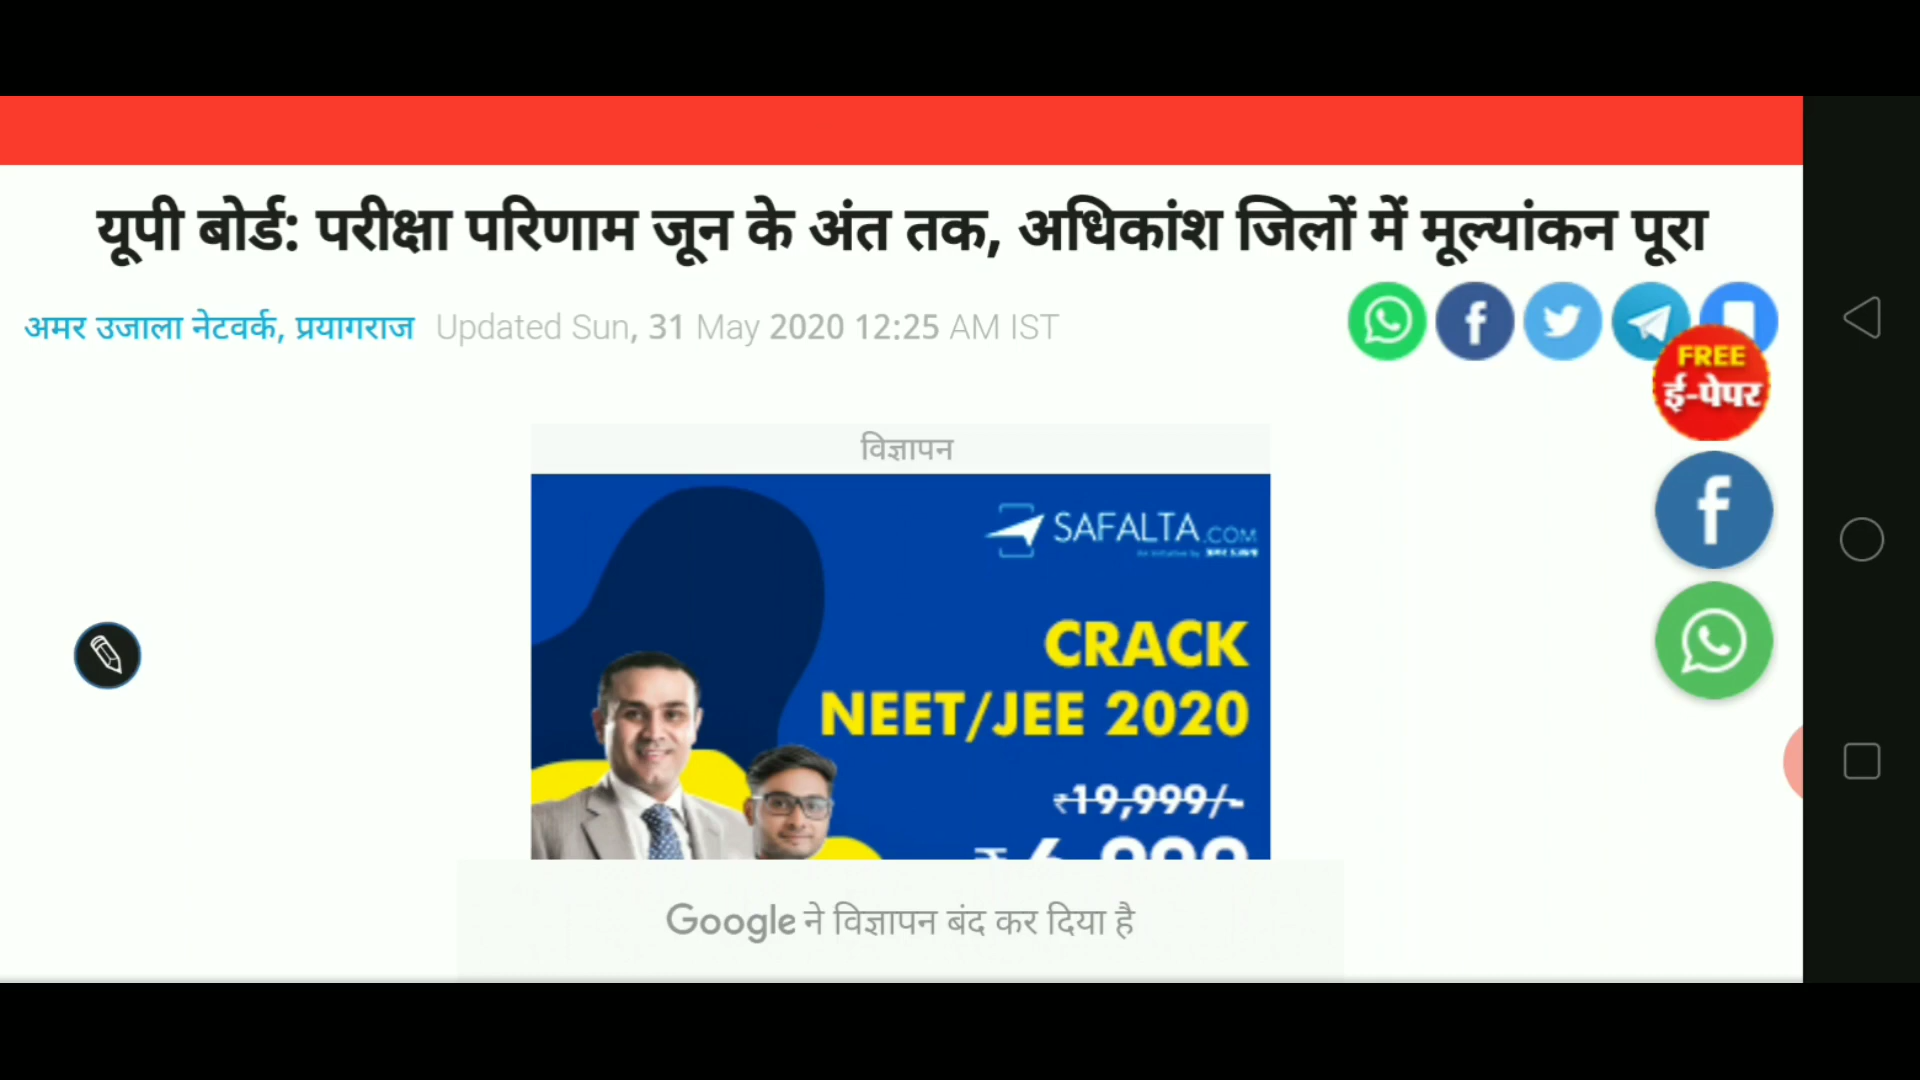 यूपी बोर्ड: परीक्षा परिणाम जून के अंत तक, अधिकांश जिलों में मूल्यांकन पूरा
अमर उजाला नेटवर्क, प्रयागराज Updated Sun, 31 May 2020 12:25 AM IST
FREE
ई-पेपर
विज्ञापन
SAFALTA.COM
CRACK
NEET/JEE 2020
₹19,999/-
Google ने विज्ञापन बंद कर दिया है